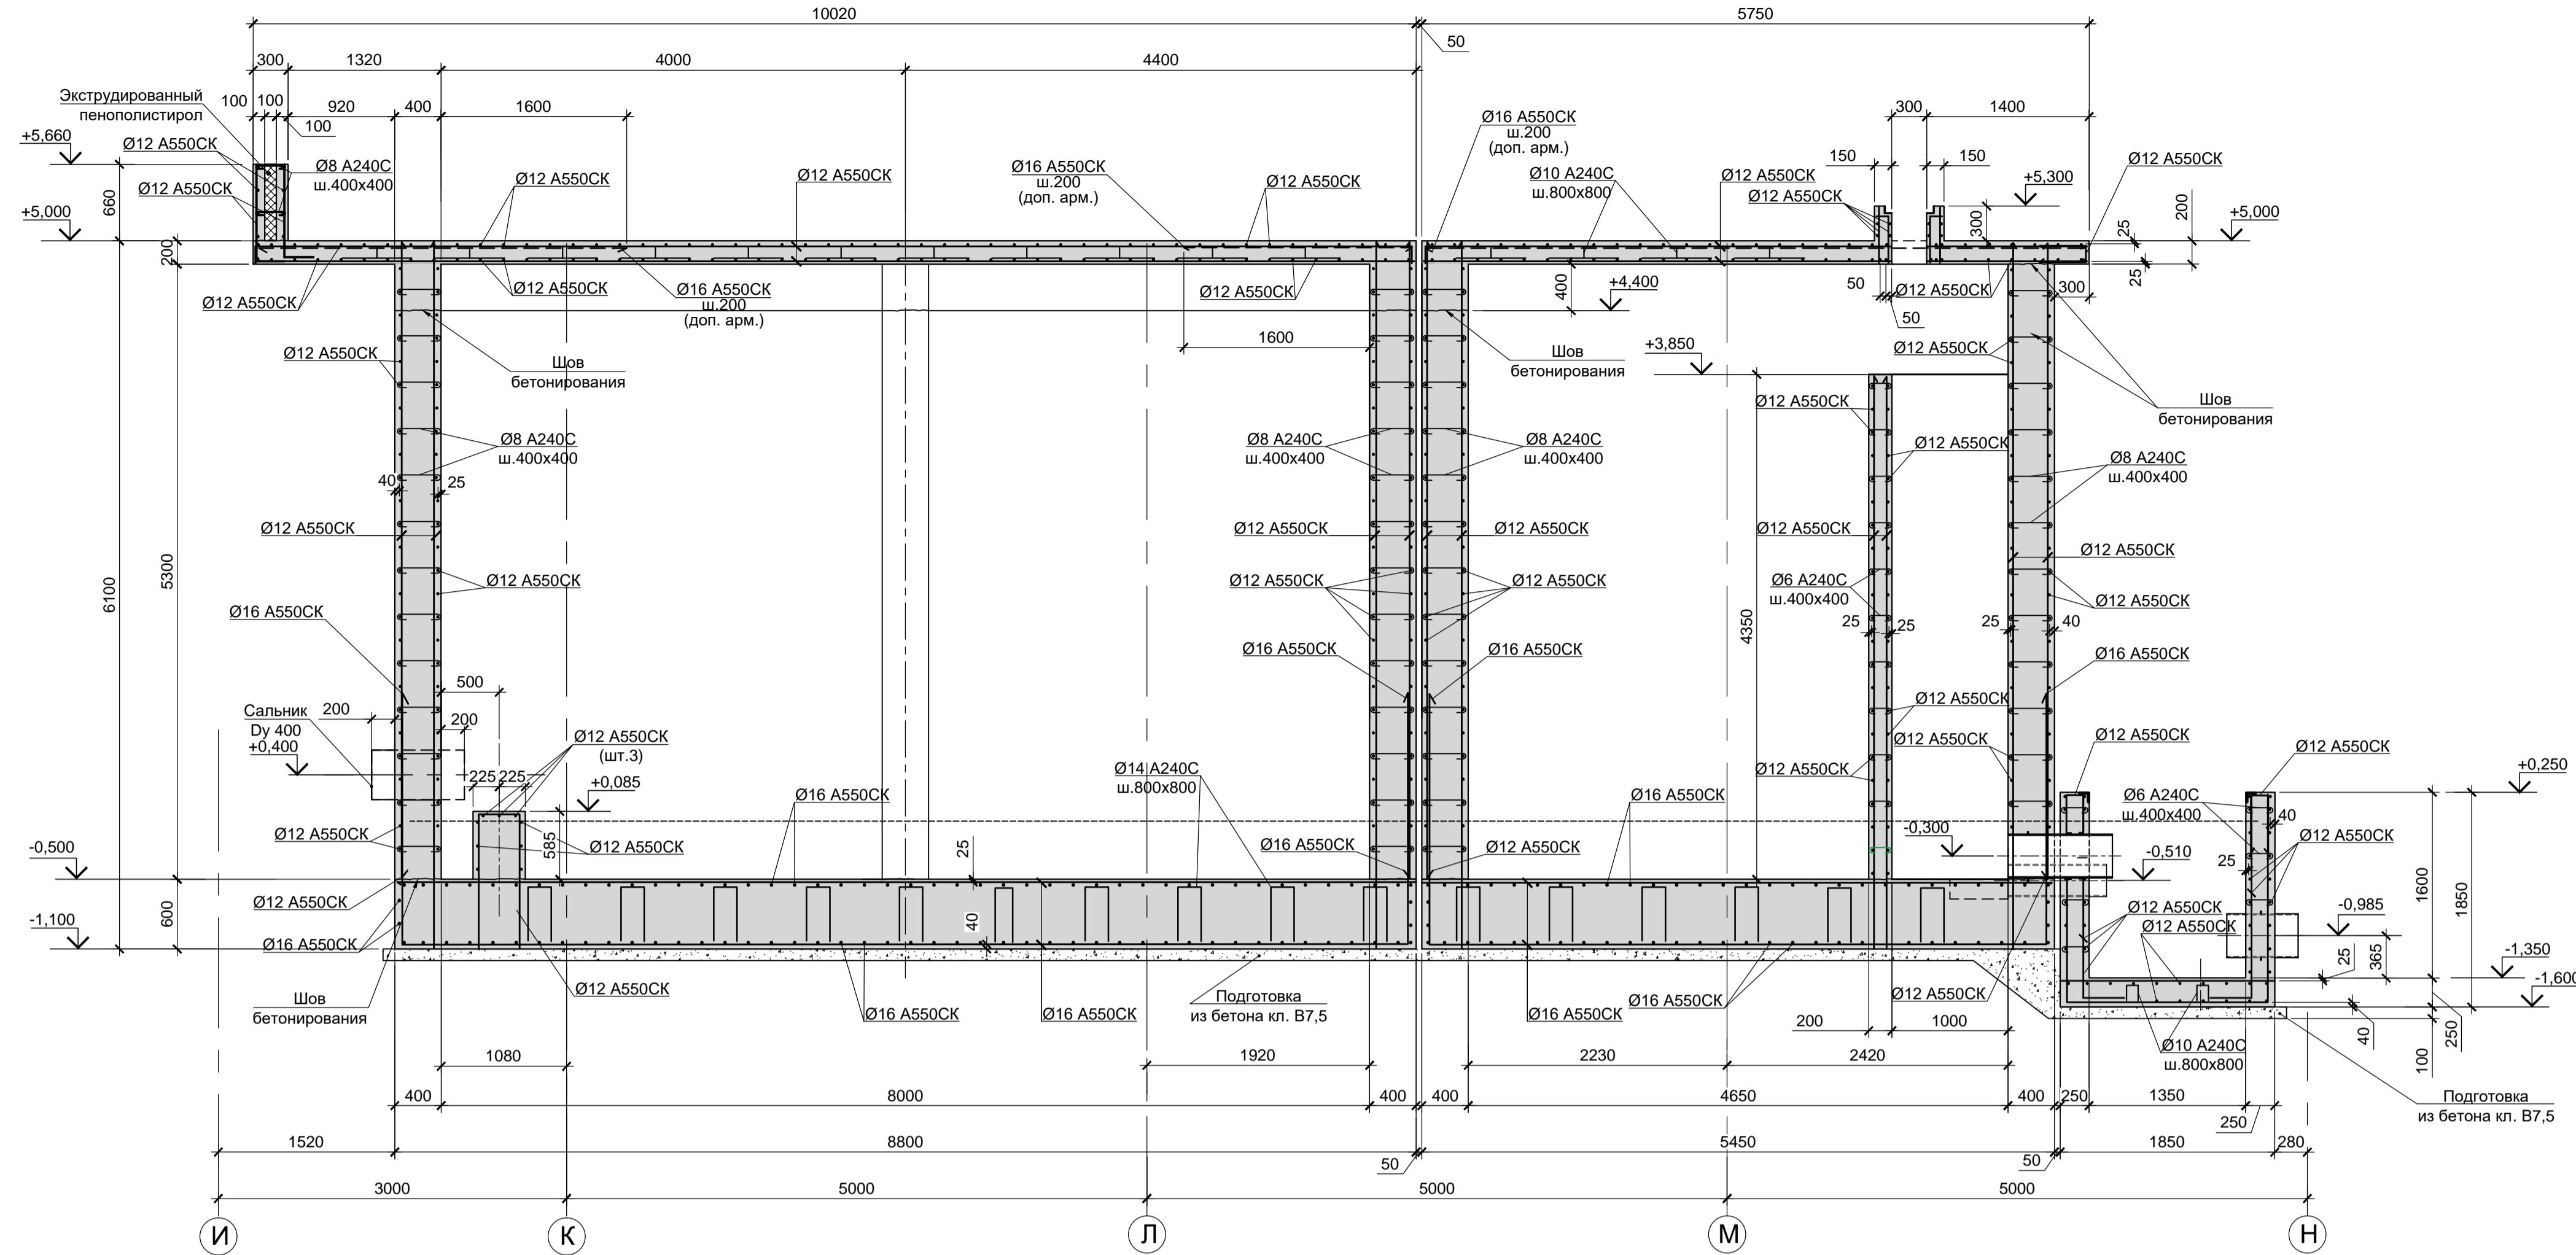 10020
5750
50
300
1320
4000
4400
Экструдированный
пенополистирол
100
100
100
920
400
1600
300
1400
+5,660
Ø12 А550СК
Ø8 А240С
ш.400х400
Ø12 А550СК
Ø12 А550СК
Ø12 А550СК
Ø16 А550СК
ш.200
(доп. арм.)
Ø12 А550СК
Ø16 А550СК
ш.200
(доп. арм.)
Ø10 А240С
ш.800х800
150
150
Ø12 А550СК
Ø12 А550СК
+5,300
Ø12 А550СК
660
+5,000
200
300
25
200
+5,000
25
Ø12 А550СК
Ø12 А550СК
Ø16 А550СК
ш.200
(доп. арм.)
Ø12 А550СК
400
+4,400
50
Ø12 А550СК
300
50
Ø12 А550СК
Шов
бетонирования
1600
Шов
бетонирования
+3,850
Ø12 А550СК
Шов
бетонирования
Ø12 А550СК
Ø8 А240С
ш.400х400
Ø8 А240С
ш.400х400
Ø8 А240С
ш.400х400
Ø12 А550СК
Ø8 А240С
ш.400х400
40
25
Ø12 А550СК
Ø12 А550СК
Ø12 А550СК
Ø12 А550СК
Ø12 А550СК
6100
5300
Ø12 А550СК
Ø12 А550СК
Ø12 А550СК
Ø6 А240С
ш.400х400
Ø12 А550СК
Ø16 А550СК
4350
25
25
25
40
Ø16 А550СК
Ø16 А550СК
Ø16 А550СК
500
Сальник
Dy 400
+0,400
200
200
Ø12 А550СК
(шт.3)
Ø12 А550СК
Ø12 А550СК
Ø12 А550СК
Ø12 А550СК
Ø12 А550СК
225
225
+0,085
Ø14 А240С
ш.800х800
+0,250
Ø16 А550СК
Ø16 А550СК
Ø6 А240С
ш.400х400
40
Ø12 А550СК
Ø12 А550СК
585
Ø12 А550СК
25
Ø16 А550СК
Ø12 А550СК
-0,300
-0,510
25
-0,500
Ø12 А550СК
600
40
1600
1850
-1,100
Ø16 А550СК
Ø12 А550СК
Ø12 А550СК
-0,985
25
365
-1,350
-1,600
Шов
бетонирования
Ø12 А550СК
Ø16 А550СК
Ø16 А550СК
Подготовка
из бетона кл. В7,5
Ø16 А550СК
Ø16 А550СК
Ø12 А550СК
200
1000
40
250
100
Ø10 А240С
ш.800х800
1080
1920
2230
2420
400
8000
400
400
4650
400
250
1350
250
Подготовка
из бетона кл. В7,5
1520
8800
50
5450
50
1850
280
3000
5000
5000
5000
И
К
Л
М
Н